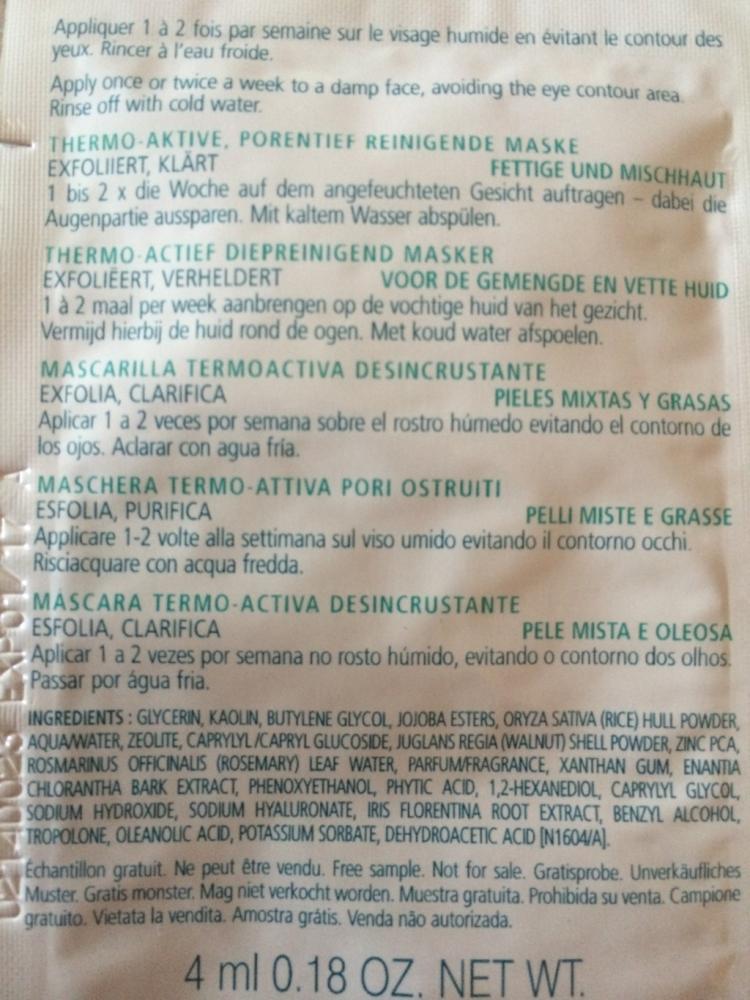 Appliquer 1 à 2 fois par semaine sur le visage humide en évitant le contour des
yeux. Rincer à l'eau froide.
Apply once or twice a week to a damp face, avoiding the eye contour area.
Rinse off with cold water.
THERMO-AKTIVE, PORENTIEF REINIGENDE MASKE
EXFOLIIERT, KLÄRT FETTIGE UND MISCHHAUT
1 bis 2 x die Woche auf dem angefeuchteten Gesicht auftragen – dabei die
Augenpartie aussparen. Mit kaltem Wasser abspülen.
THERMO-ACTIEF DIEPREINIGEND MASKER
EXFOLIËERT, VERHELDERT VOOR DE GEMENGDE EN VETTE HUID
1 à 2 maal per week aanbrengen op de vochtige huid van het gezicht.
Vermijd hierbij de huid rond de ogen. Met koud water afspoelen.
MASCARILLA TERMOACTIVA DESINCRUSTANTE
EXFOLIA, CLARIFICA PIELES MIXTAS Y GRASAS
Aplicar 1 a 2 veces por semana sobre el rostro húmedo evitando el contorno de
los ojos. Aclarar con agua fría.
MASCHERA TERMO-ATTIVA PORI OSTRUITI
ESFOLIA, PURIFICA PELLI MISTE E GRASSE
Applicare 1-2 volte alla settimana sul viso umido evitando il contorno occhi.
Risciacquare con acqua fredda.
MÁSCARA TERMO-ACTIVA DESINCRUSTANTE
ESFOLIA, CLARIFICA PELE MISTA E OLEOSA
Aplicar 1 a 2 vezes por semana no rosto húmido, evitando o contorno dos olhos.
Passar por água fria.
INGREDIENTS : GLYCERIN, KAOLIN, BUTYLENE GLYCOL, JOJOBA ESTERS, ORYZA SATIVA (RICE) HULL POWDER,
AQUA/WATER, ZEOLITE, CAPRYLYL/CAPRYL GLUCOSIDE, JUGLANS REGIA (WALNUT) SHELL POWDER, ZINC PCA,
ROSMARINUS OFFICINALIS (ROSEMARY) LEAF WATER, PARFUM/FRAGRANCE, XANTHAN GUM, ENANTIA
CHLORANTHA BARK EXTRACT, PHENOXYETHANOL, PHYTIC ACID, 1,2-HEXANEDIOL, CAPRYLYL GLYCOL,
SODIUM HYDROXIDE, SODIUM HYALURONATE, IRIS FLORENTINA ROOT EXTRACT, BENZYL ALCOHOL,
TROPOLONE, OLEANOLIC ACID, POTASSIUM SORBATE, DEHYDROACETIC ACID [N1604/A].
Échantillon gratuit. Ne peut être vendu. Free sample. Not for sale. Gratisprobe. Unverkäufliches
Muster. Gratis monster. Mag niet verkocht worden. Muestra gratuita. Prohibida su venta. Campione
gratuito. Vietata la vendita. Amostra grátis. Venda não autorizada.
4 ml 0.18 OZ. NET WT.